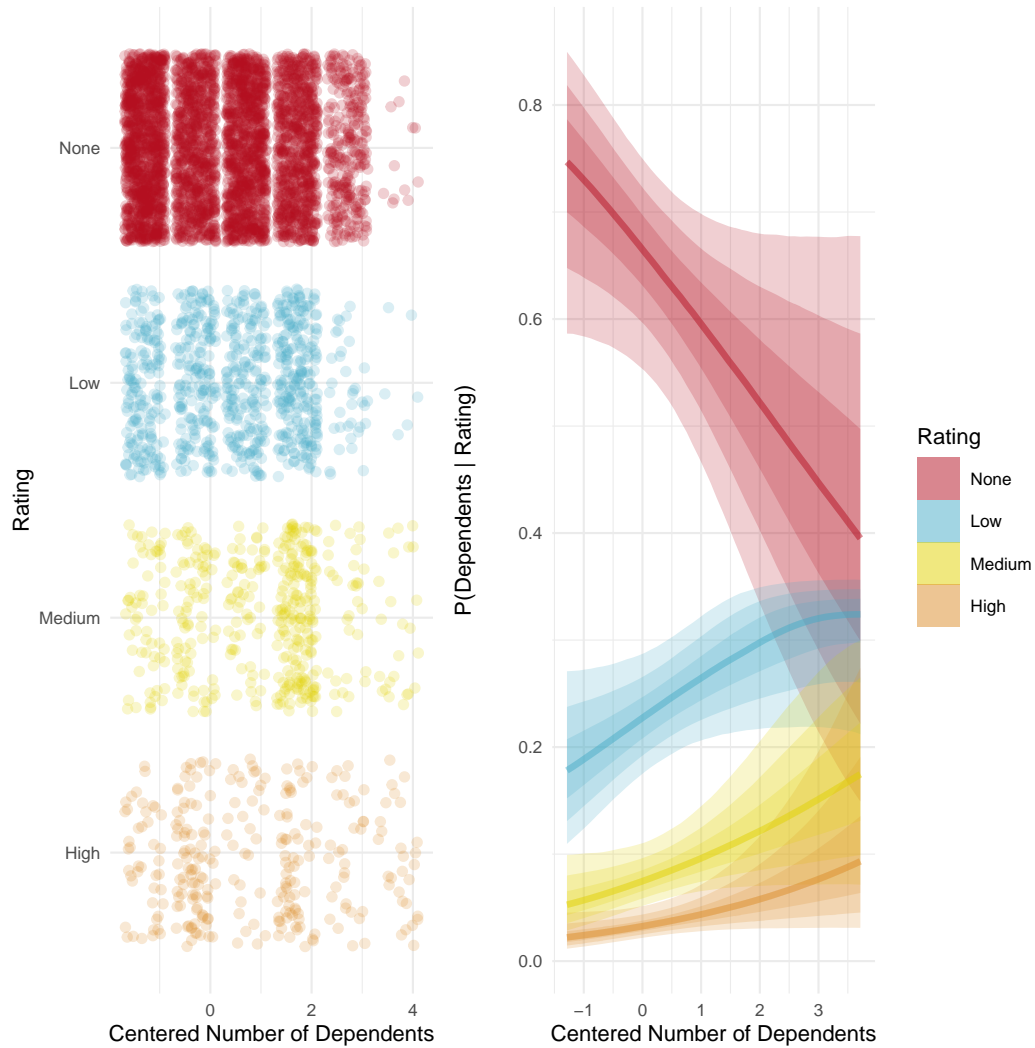 Rating
None
Low
Medium
High
0
2
4
Centered Number of Dependents
P(Dependents | Rating)
0.8
0.6
0.4
0.2
0.0
−1
0
1
2
3
Centered Number of Dependents
Rating
None
Low
Medium
High